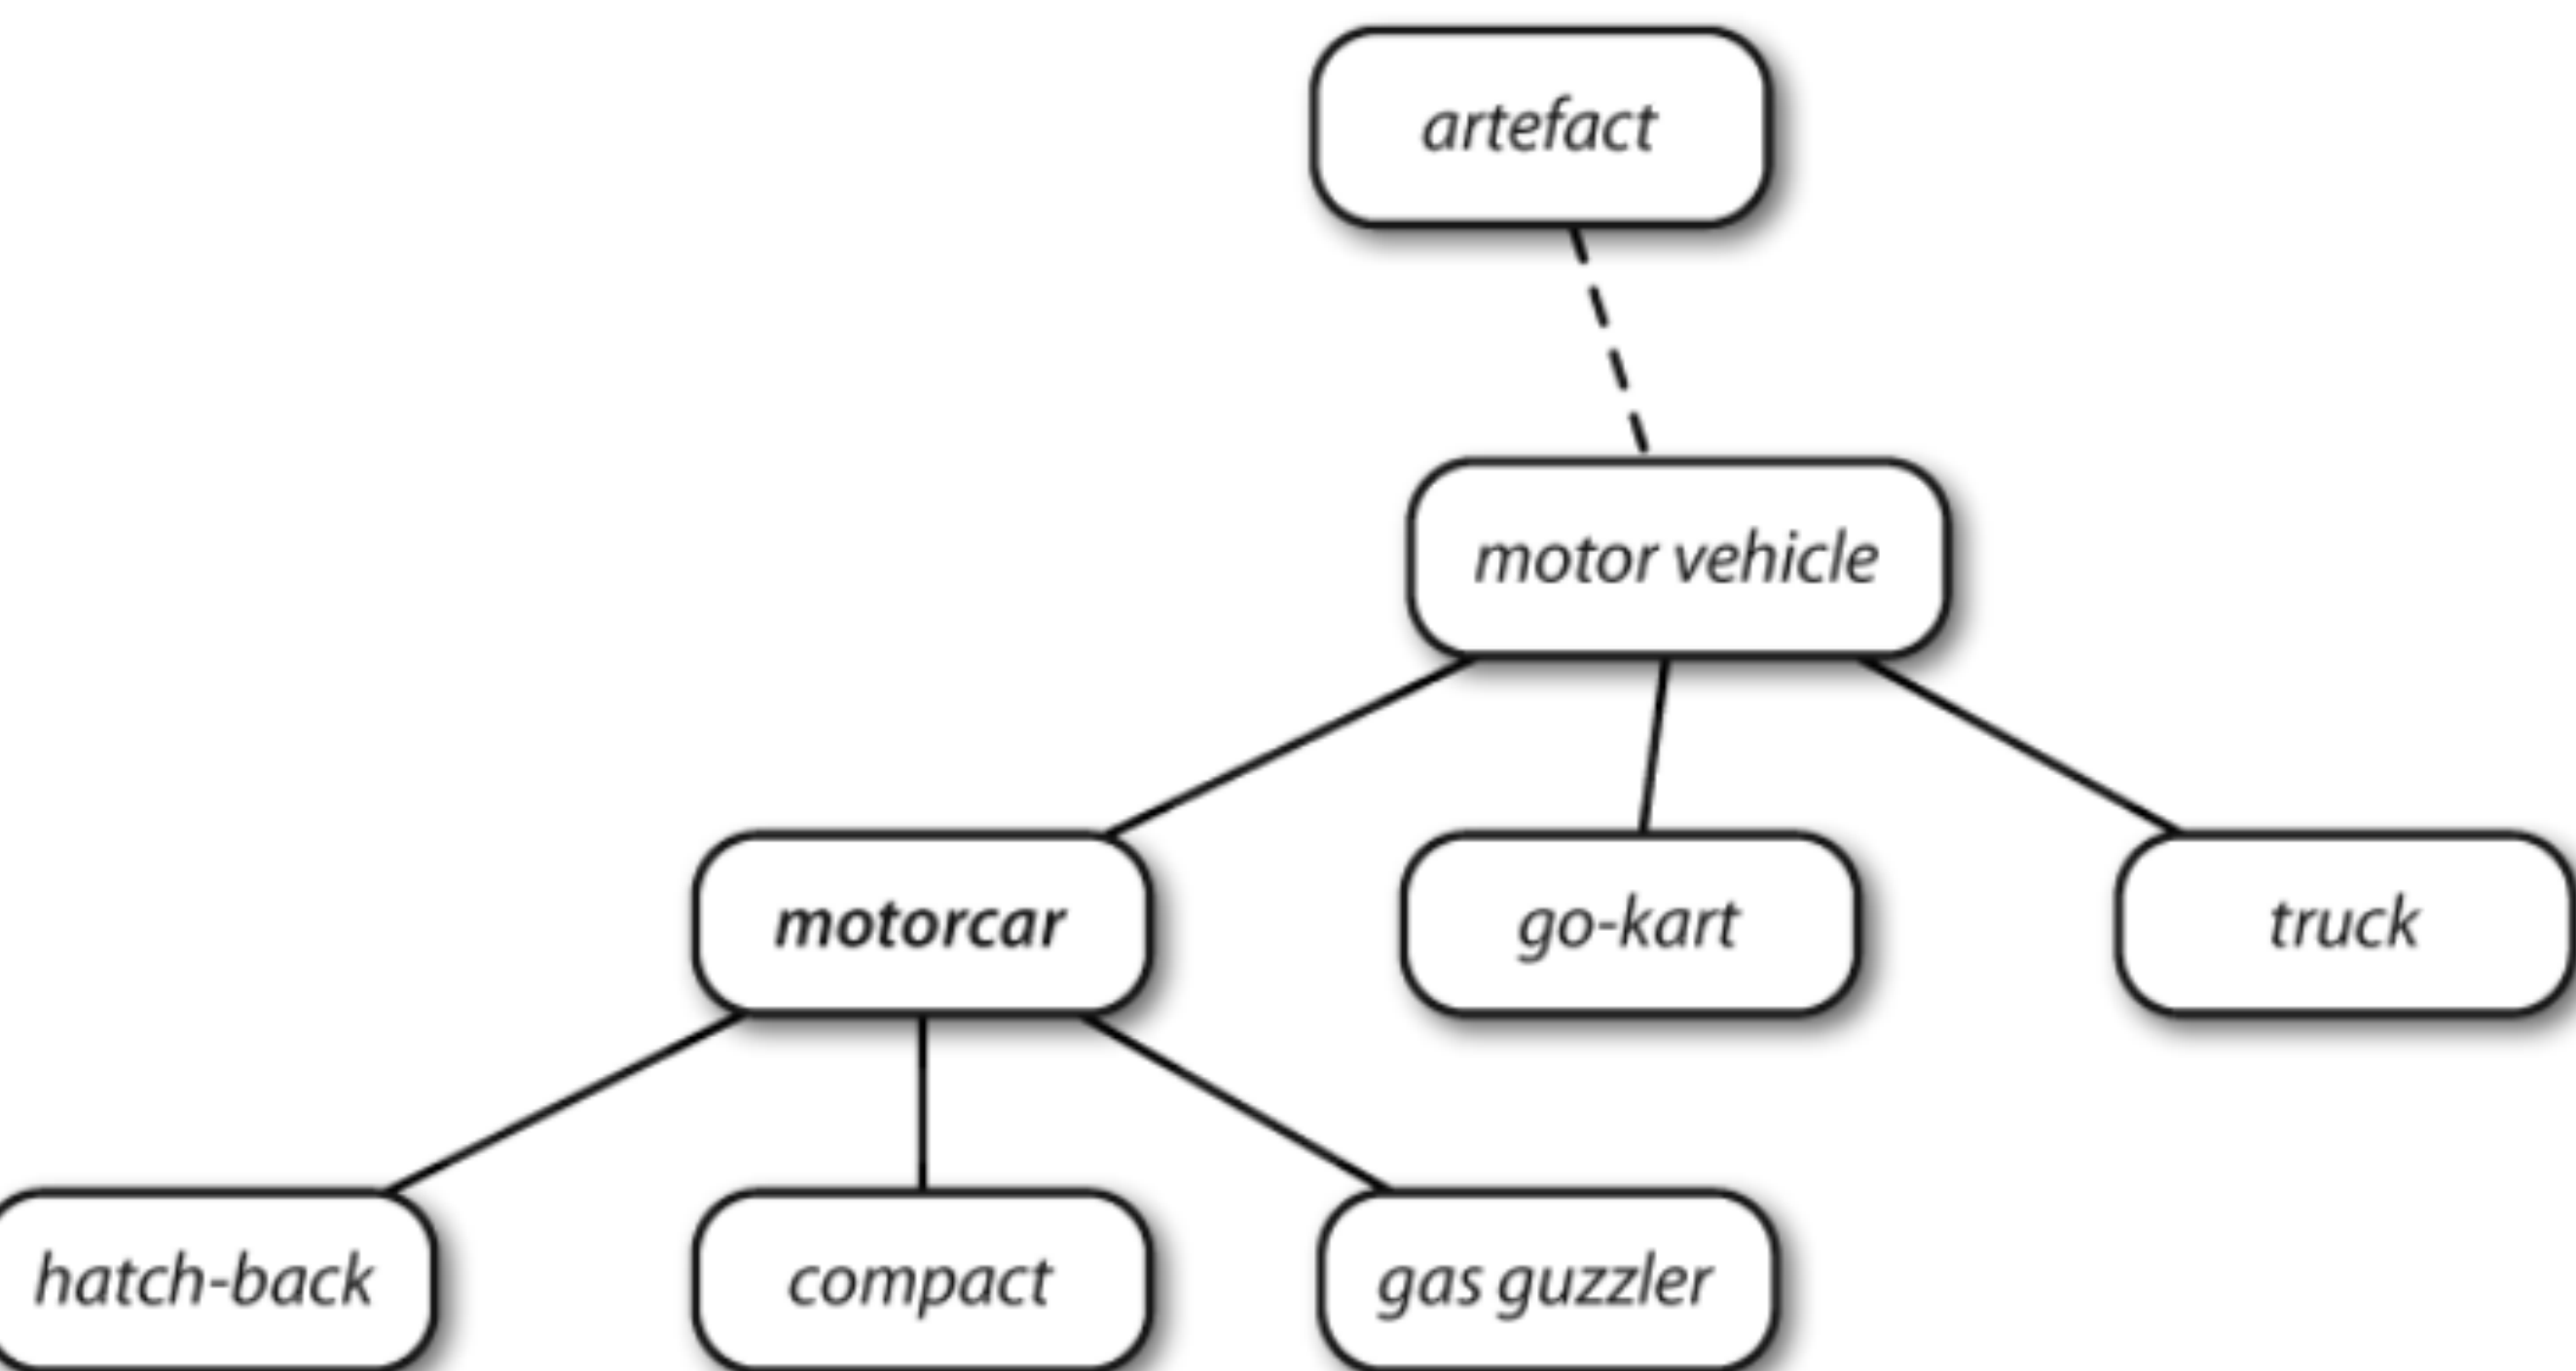 artefact
motor vehicle
motorcar
go-kart
truck
hatch-back
compact
gas guzzler